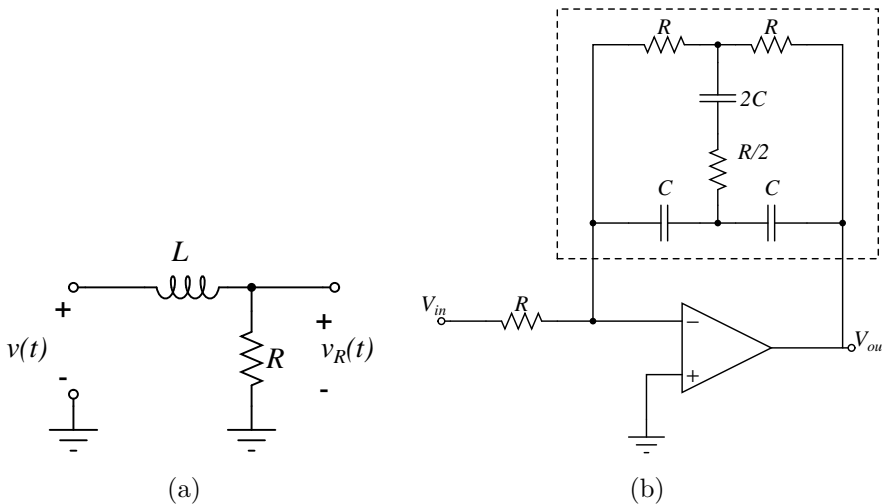 R R
2C
R/2
C C
L
+ +
v(t) R v_R(t)
- -
V_in R
−
+
V_ou
(a) (b)